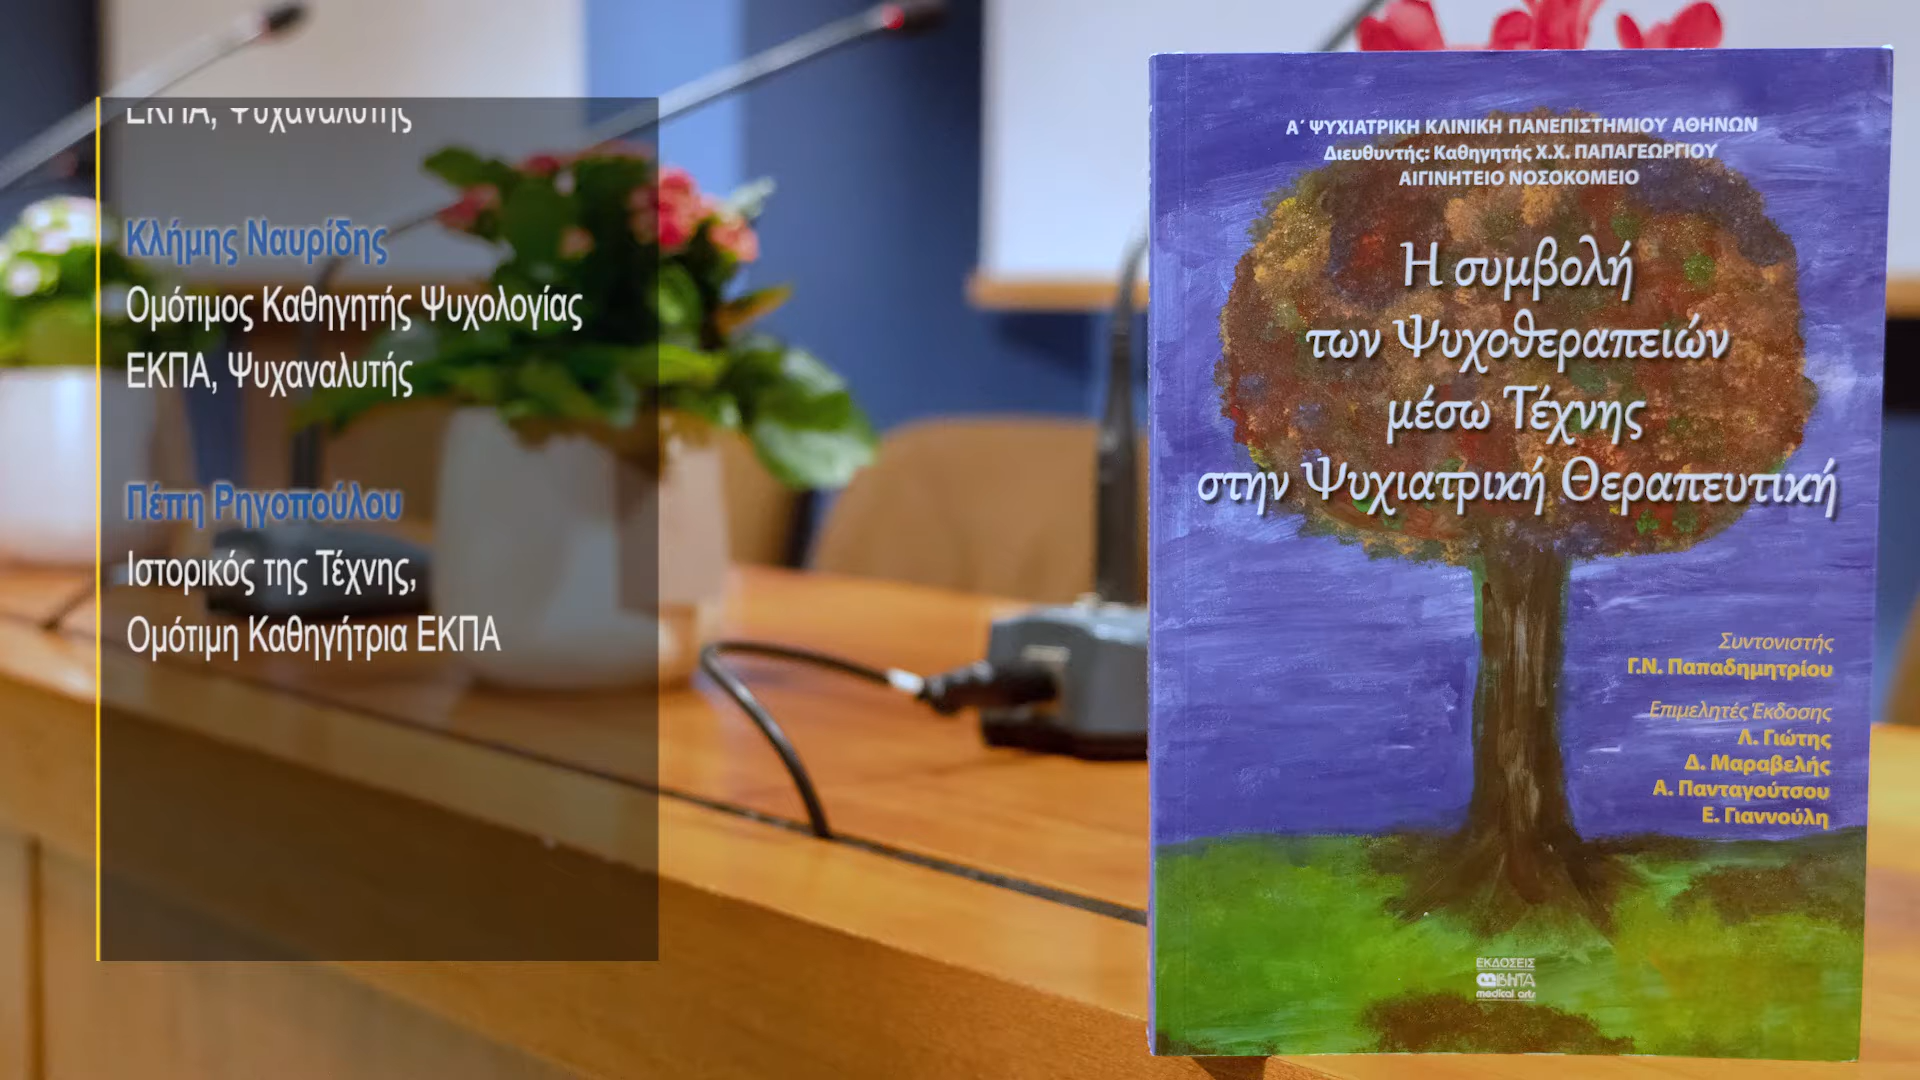 ΕΚΠΑ, Ψυχαναλυτής
Κλήμης Ναυρίδης
Ομότιμος Καθηγητής Ψυχολογίας
ΕΚΠΑ, Ψυχαναλυτής
Πέπη Ρηγοπούλου
Ιστορικός της Τέχνης,
Ομότιμη Καθηγήτρια ΕΚΠΑ
Α΄ ΨΥΧΙΑΤΡΙΚΗ ΚΛΙΝΙΚΗ ΠΑΝΕΠΙΣΤΗΜΙΟΥ ΑΘΗΝΩΝ
Διευθυντής: Καθηγητής Χ.Χ. ΠΑΠΑΓΕΩΡΓΙΟΥ
ΑΙΓΙΝΗΤΕΙΟ ΝΟΣΟΚΟΜΕΙΟ
Η συμβολή
των Ψυχοθεραπειών
μέσω Τέχνης
στην Ψυχιατρική Θεραπευτική
Συντονιστής
Γ.Ν. Παπαδημητρίου
Επιμελητές Έκδοσης
Λ. Γιώτης
Δ. Μαραβελής
Α. Πανταγούτσου
Ε. Γιαννούλη
ΕΚΔΟΣΕΙΣ
ΒΗΤΑ
medical arts